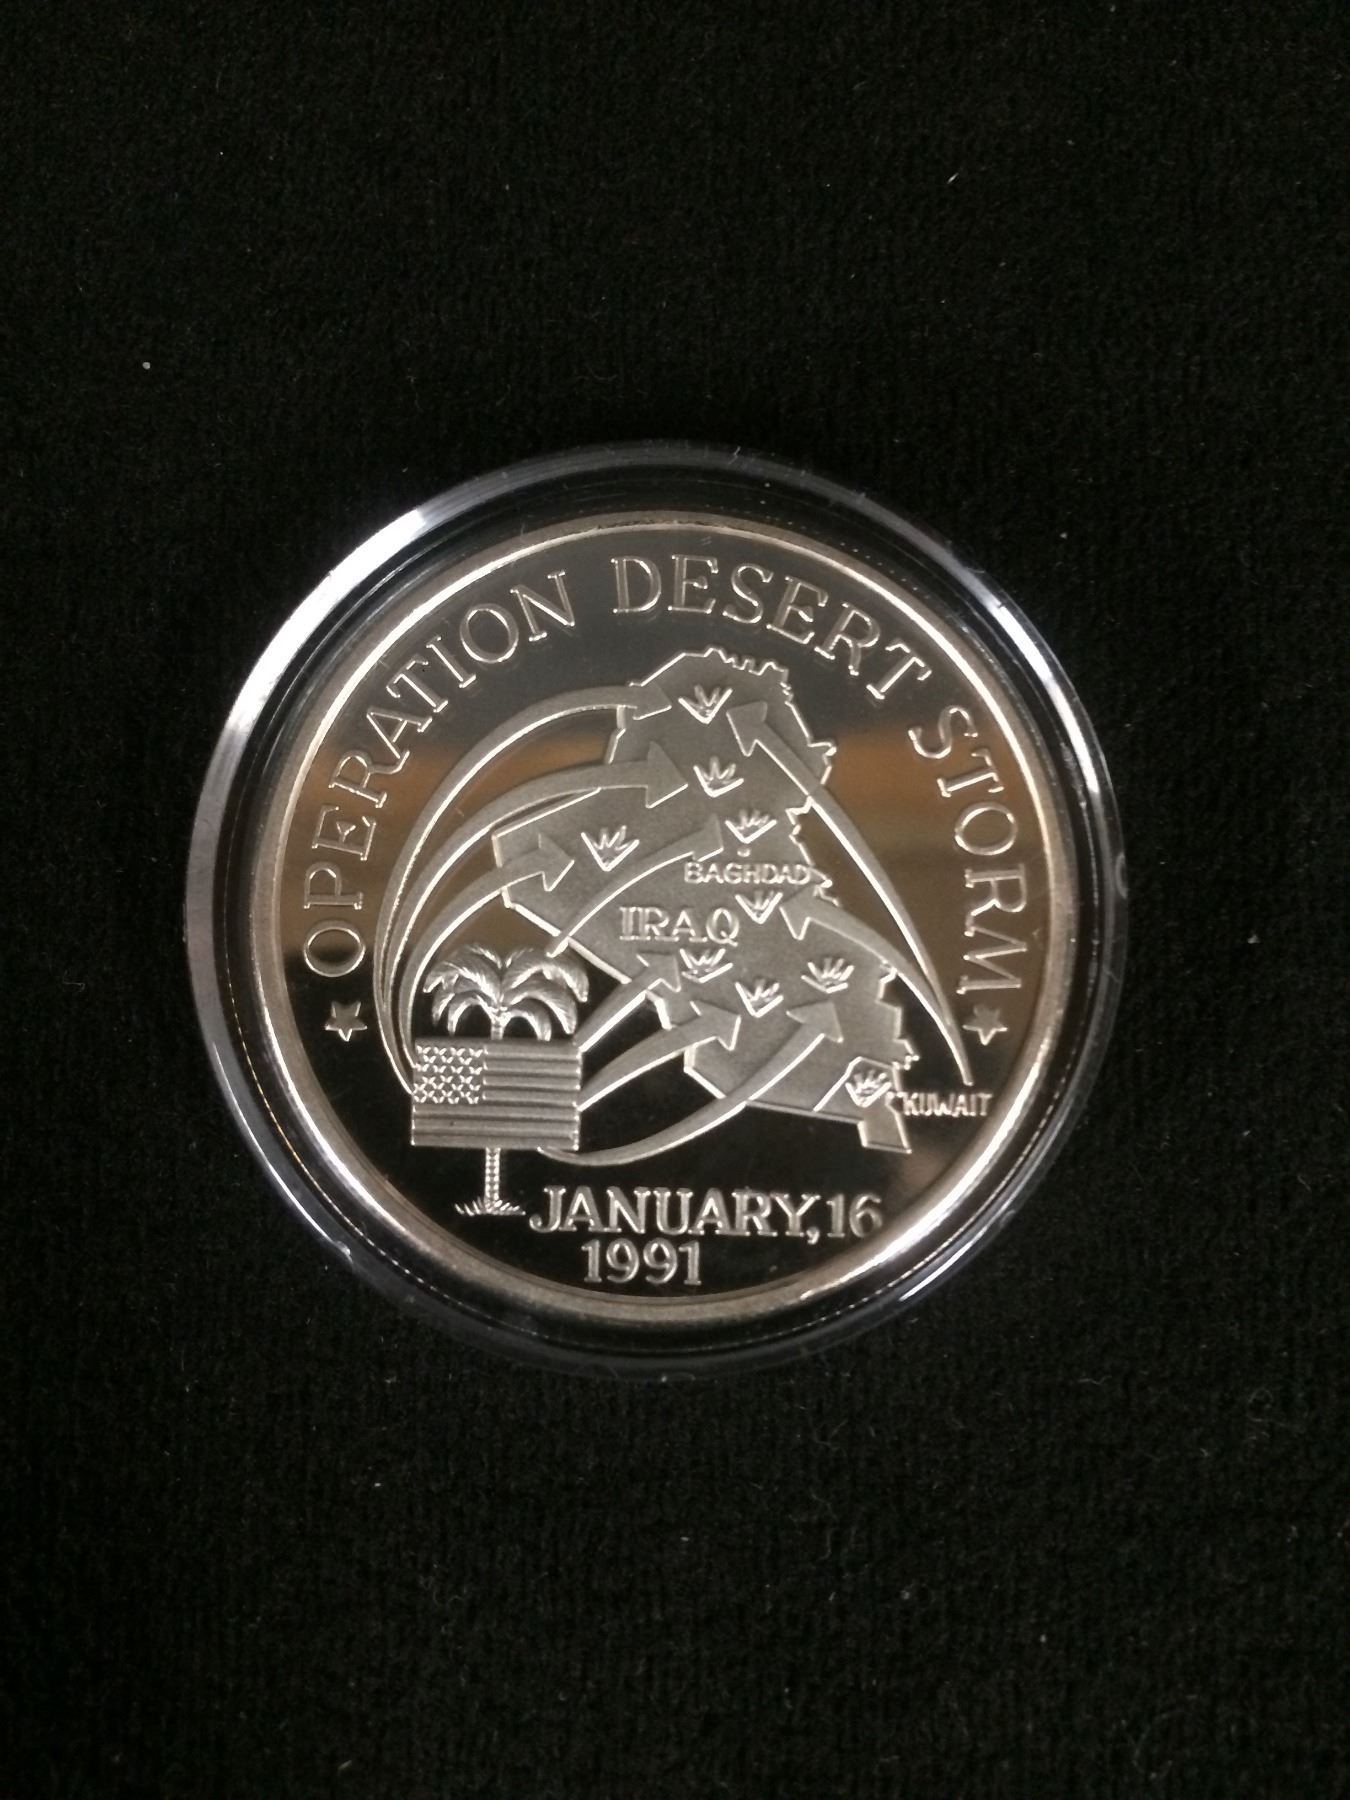 OPERATION DESERT STORM
BAGHDAD
IRAQ
KUWAIT
JANUARY, 16
1991